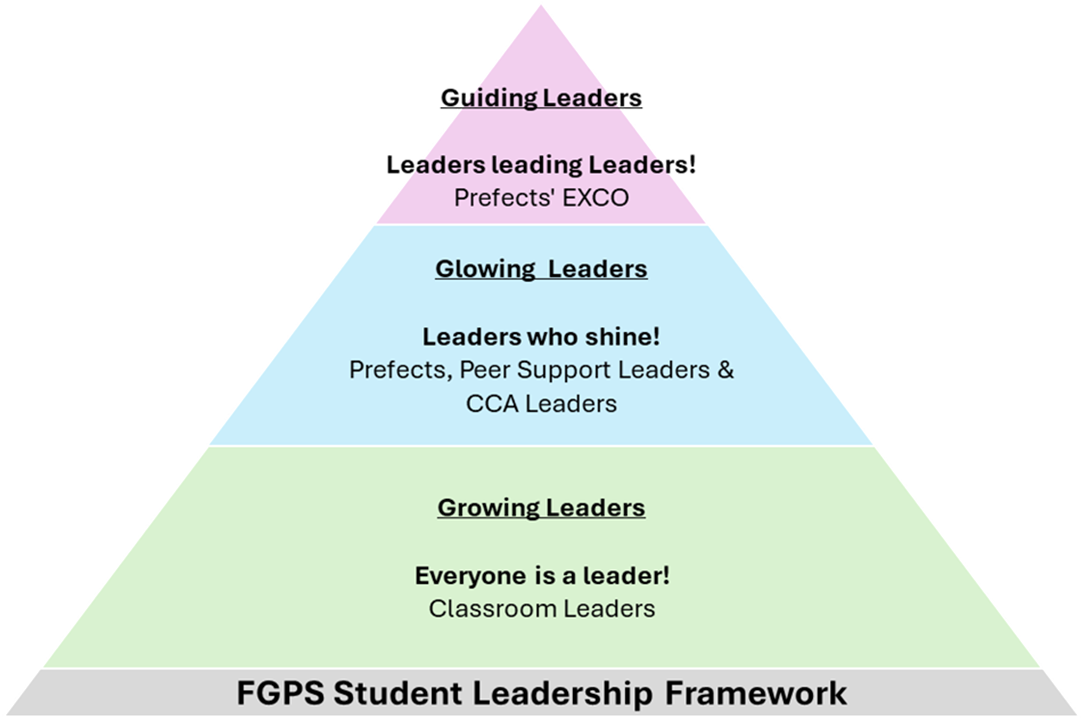 Guiding Leaders
Leaders leading Leaders!
Prefects' EXCO
Glowing  Leaders
Leaders who shine!
Prefects, Peer Support Leaders &
CCA Leaders
Growing Leaders
Everyone is a leader!
Classroom Leaders
FGPS Student Leadership Framework